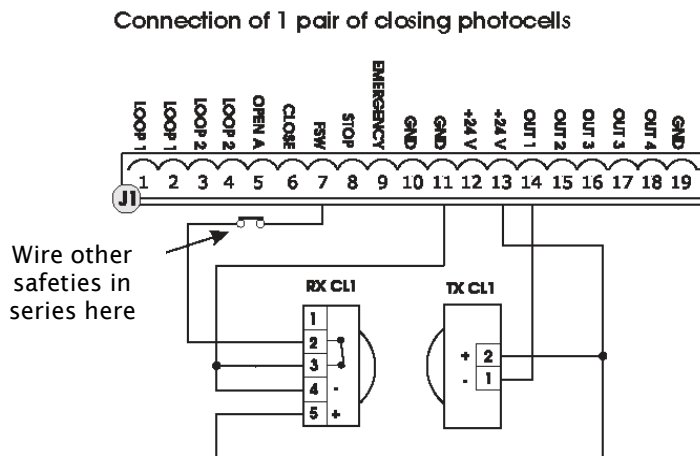 Connection of 1 pair of closing photocells
LOOP 1
LOOP 1
LOOP 2
LOOP 2
OPEN A
CLOSE
FSW
STOP
EMERGENCY
GND
GND
+24 V
+24 V
OUT 1
OUT 2
OUT 3
OUT 3
OUT 4
GND
1 2 3 4 5 6 7 8 9 10 11 12 13 14 15 16 17 18 19
J1
Wire other
safeties in
series here
RX CL1
1
2
3
4 -
5 +
TX CL1
+ 2
- 1